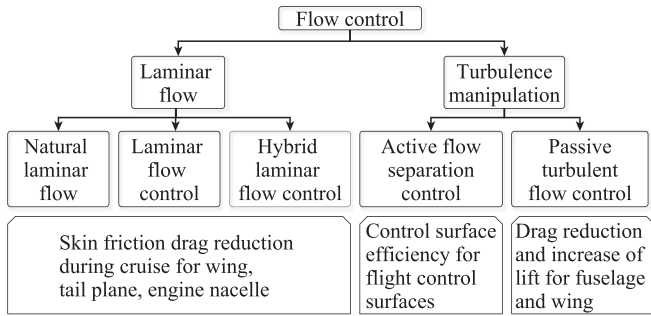 Flow control
Laminar
flow
Turbulence
manipulation
Natural
laminar
flow
Laminar
flow
control
Hybrid
laminar
flow control
Active flow
separation
control
Passive
turbulent
flow control
Skin friction drag reduction
during cruise for wing,
tail plane, engine nacelle
Control surface
efficiency for
flight control
surfaces
Drag reduction
and increase of
lift for fuselage
and wing